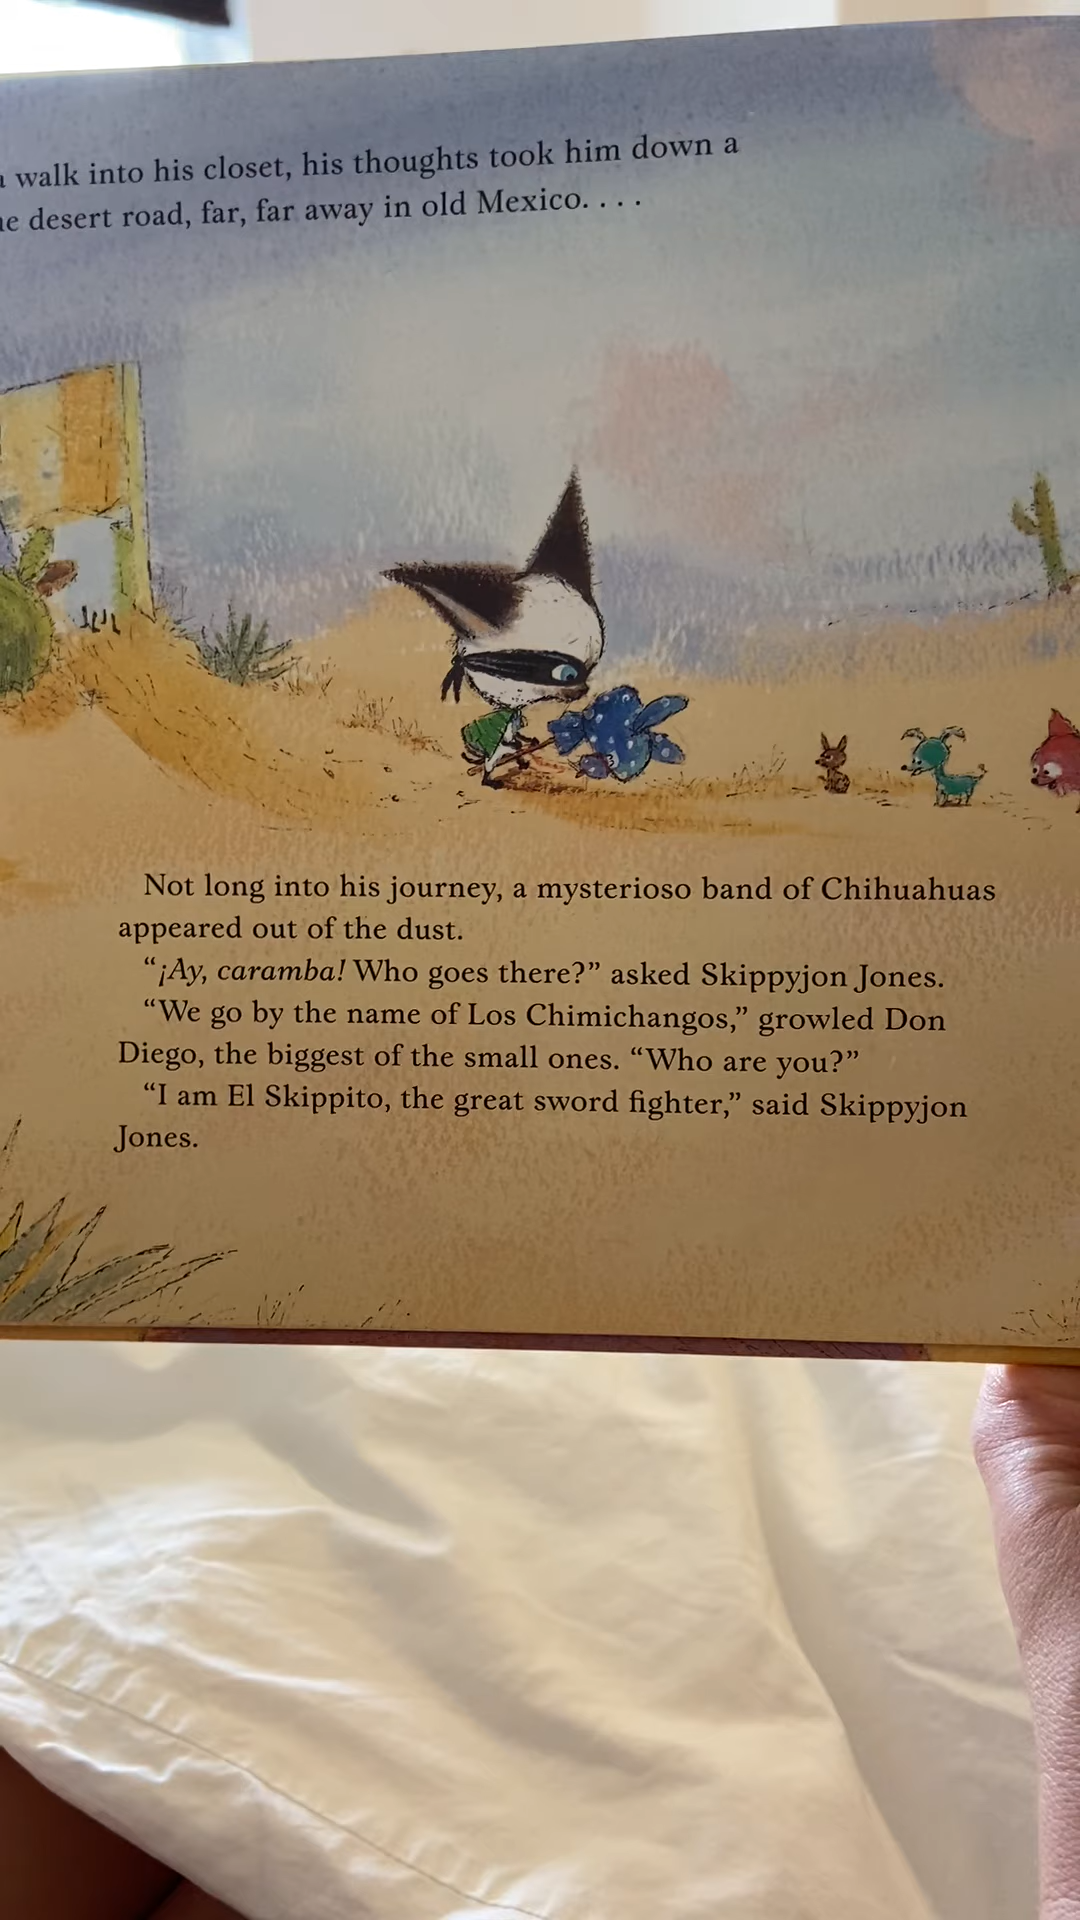 walk into his closet, his thoughts took him down a
desert road, far, far away in old Mexico. . . .
Not long into his journey, a mysterioso band of Chihuahuas
appeared out of the dust.
“¡Ay, caramba! Who goes there?” asked Skippyjon Jones.
“We go by the name of Los Chimichangos,” growled Don
Diego, the biggest of the small ones. “Who are you?”
“I am El Skippito, the great sword fighter,” said Skippyjon
Jones.